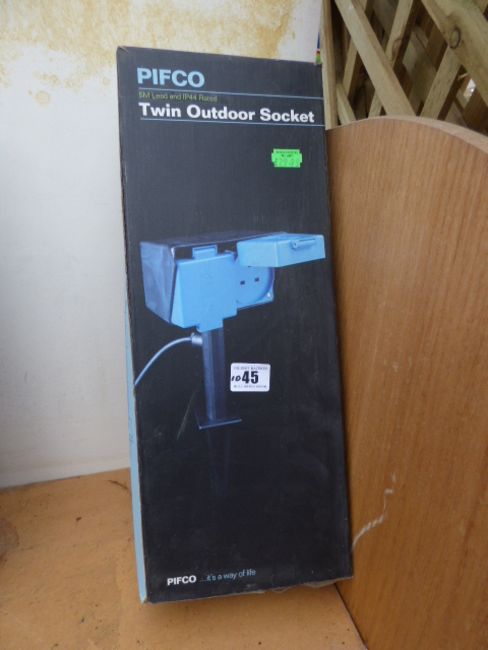 PIFCO
5M Lead and IP44 Rated
Twin Outdoor Socket
45
PIFCO ...it's a way of life